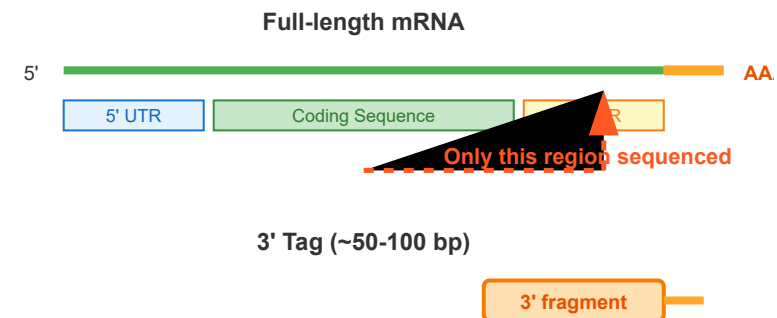 Full-length mRNA
5'
5' UTR
Coding Sequence
Only this region sequenced
3' Tag (~50-100 bp)
3' fragment